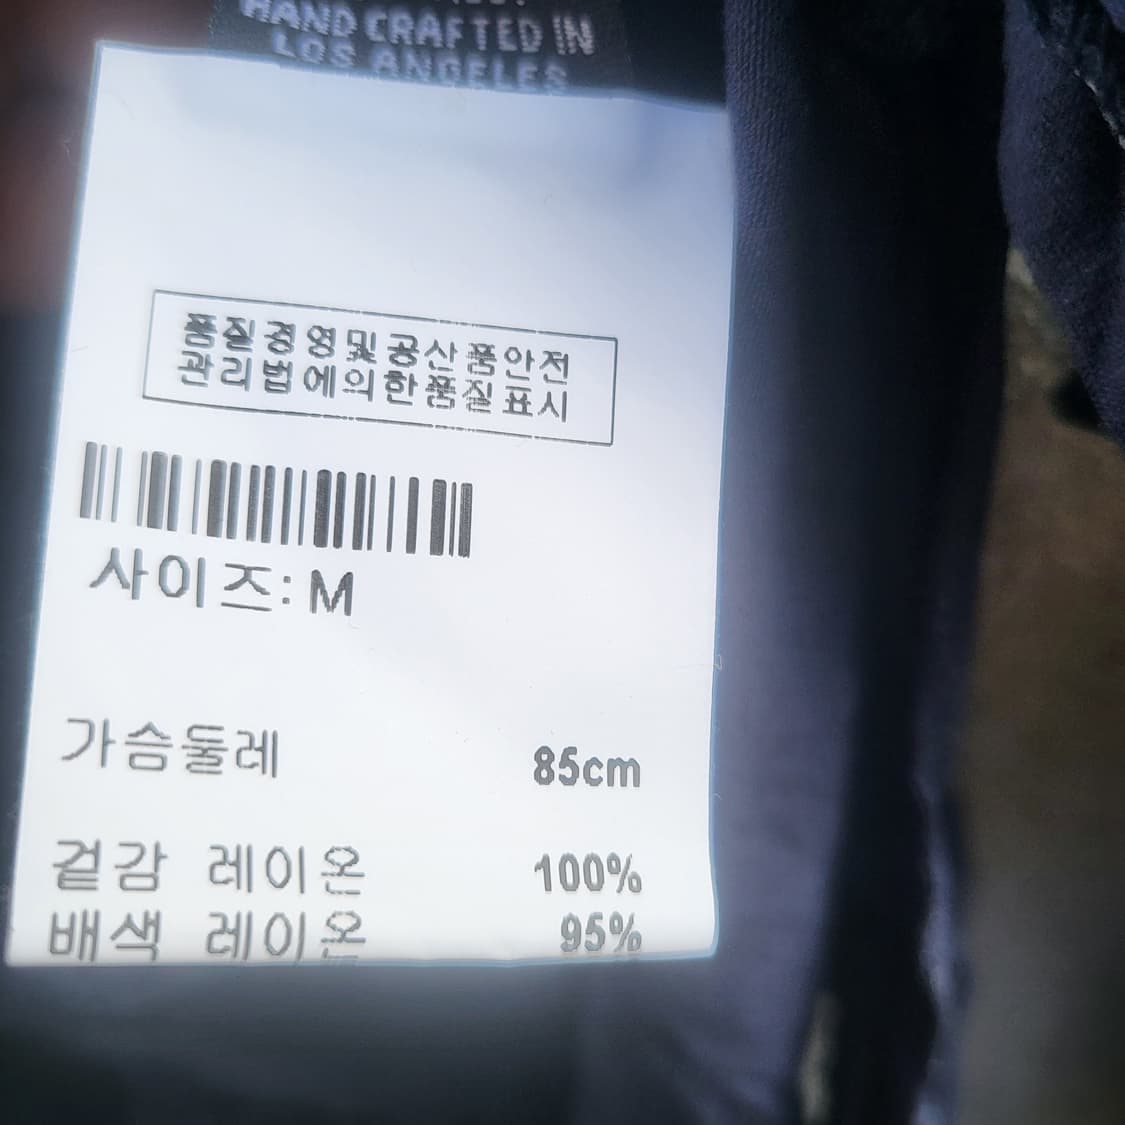 HAND CRAFTED IN
LOS ANGELES
품질경영및공산품안전
관리법에의한품질표시
사이즈: M
가슴둘레 85cm
겉감 레이온 100%
배색 레이온 95%